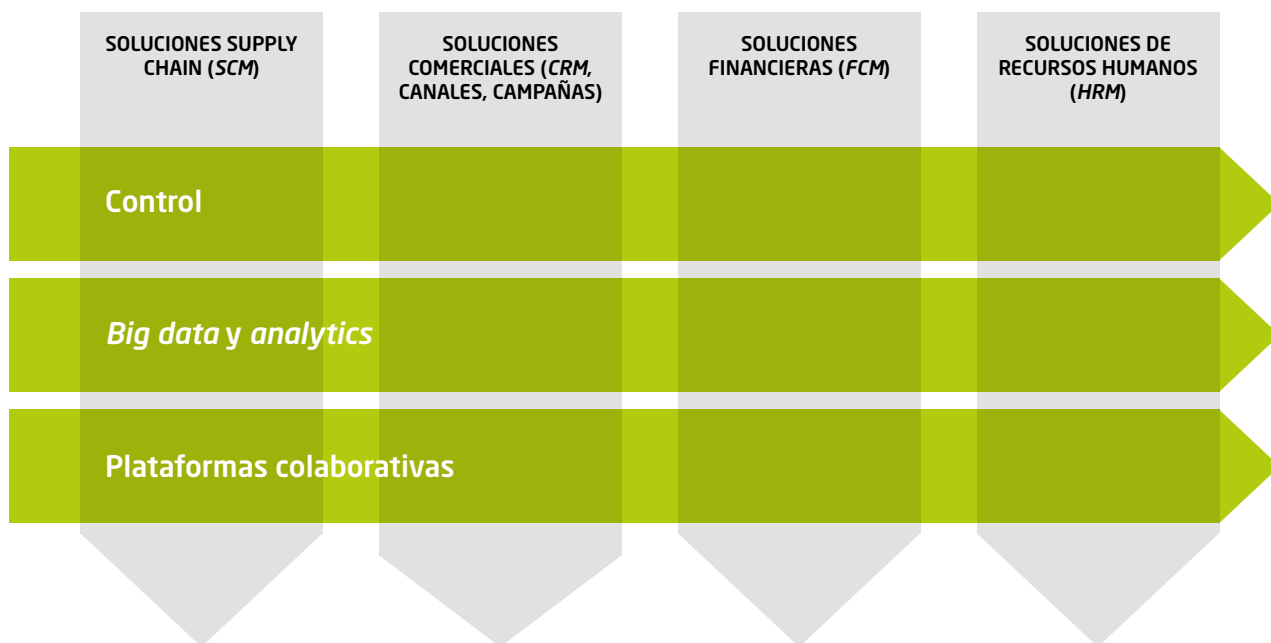 SOLUCIONES SUPPLY
CHAIN (SCM)
SOLUCIONES
COMERCIALES (CRM,
CANALES, CAMPAÑAS)
SOLUCIONES
FINANCIERAS (FCM)
SOLUCIONES DE
RECURSOS HUMANOS
(HRM)
Control
Big data y analytics
Plataformas colaborativas